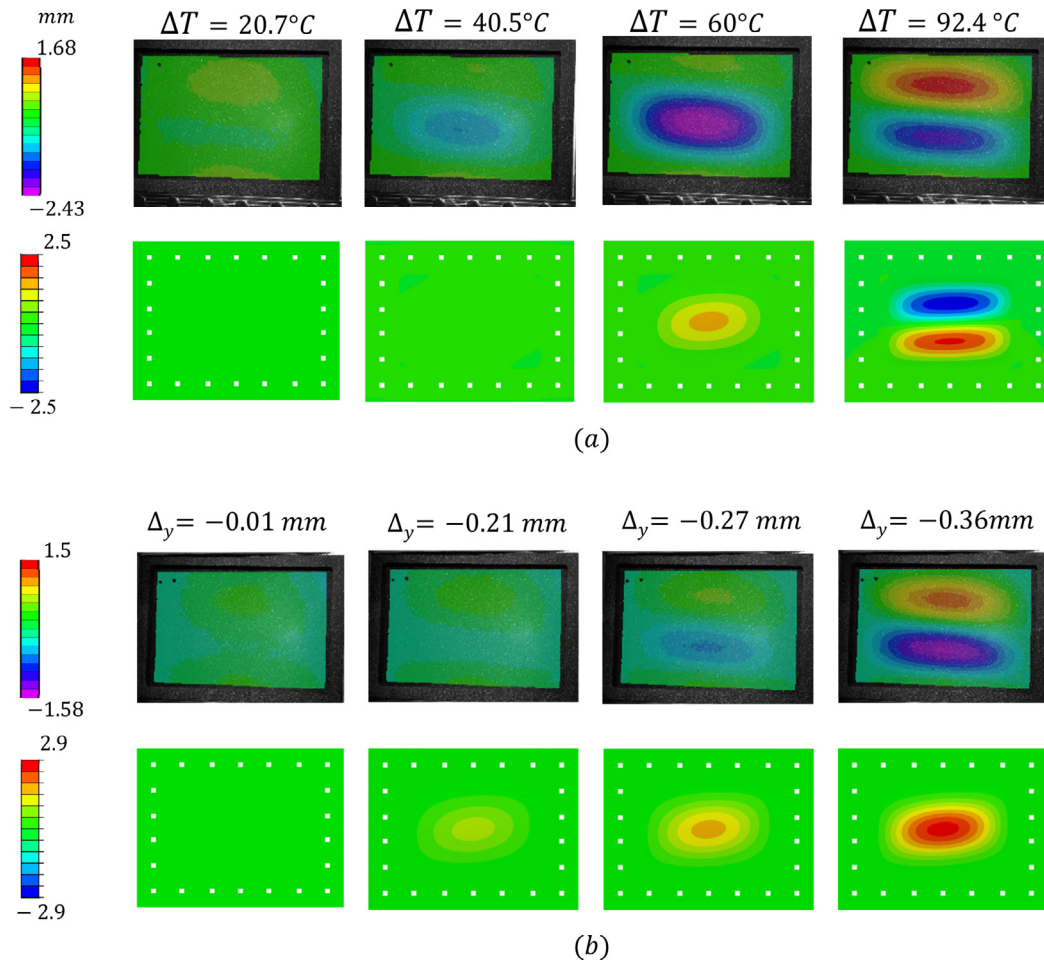 mm
1.68
−2.43
ΔT = 20.7°C
ΔT = 40.5°C
ΔT = 60°C
ΔT = 92.4 °C
2.5
− 2.5
(a)
Δy= −0.01 mm
Δy= −0.21 mm
Δy= −0.27 mm
Δy= −0.36mm
1.5
−1.58
2.9
− 2.9
(b)